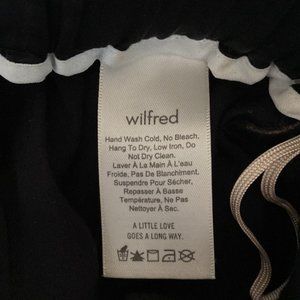 wilfred
Hand Wash Cold, No Bleach,
Hang To Dry, Low Iron, Do
Not Dry Clean.
Laver À La Main À L'eau
Froide, Pas De Blanchiment,
Suspendre Pour Sécher,
Repasser À Basse
Température, Ne Pas
Nettoyer À Sac.
A LITTLE LOVE
GOES A LONG WAY.